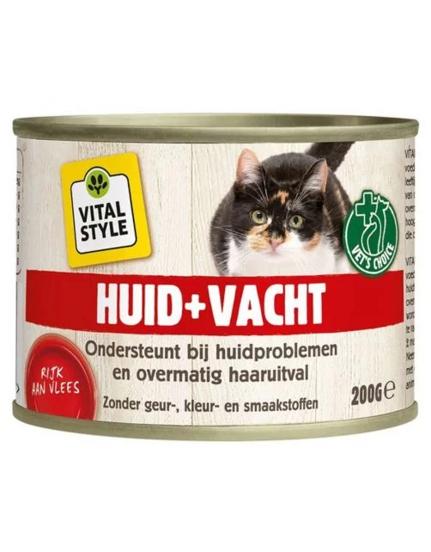 VITAL
STYLE
VET'S CHOICE
HUID+VACHT
RIJK
AAN VLEES
Ondersteunt bij huidproblemen
en overmatig haaruitval
Zonder geur-, kleur- en smaakstoffen
200G℮